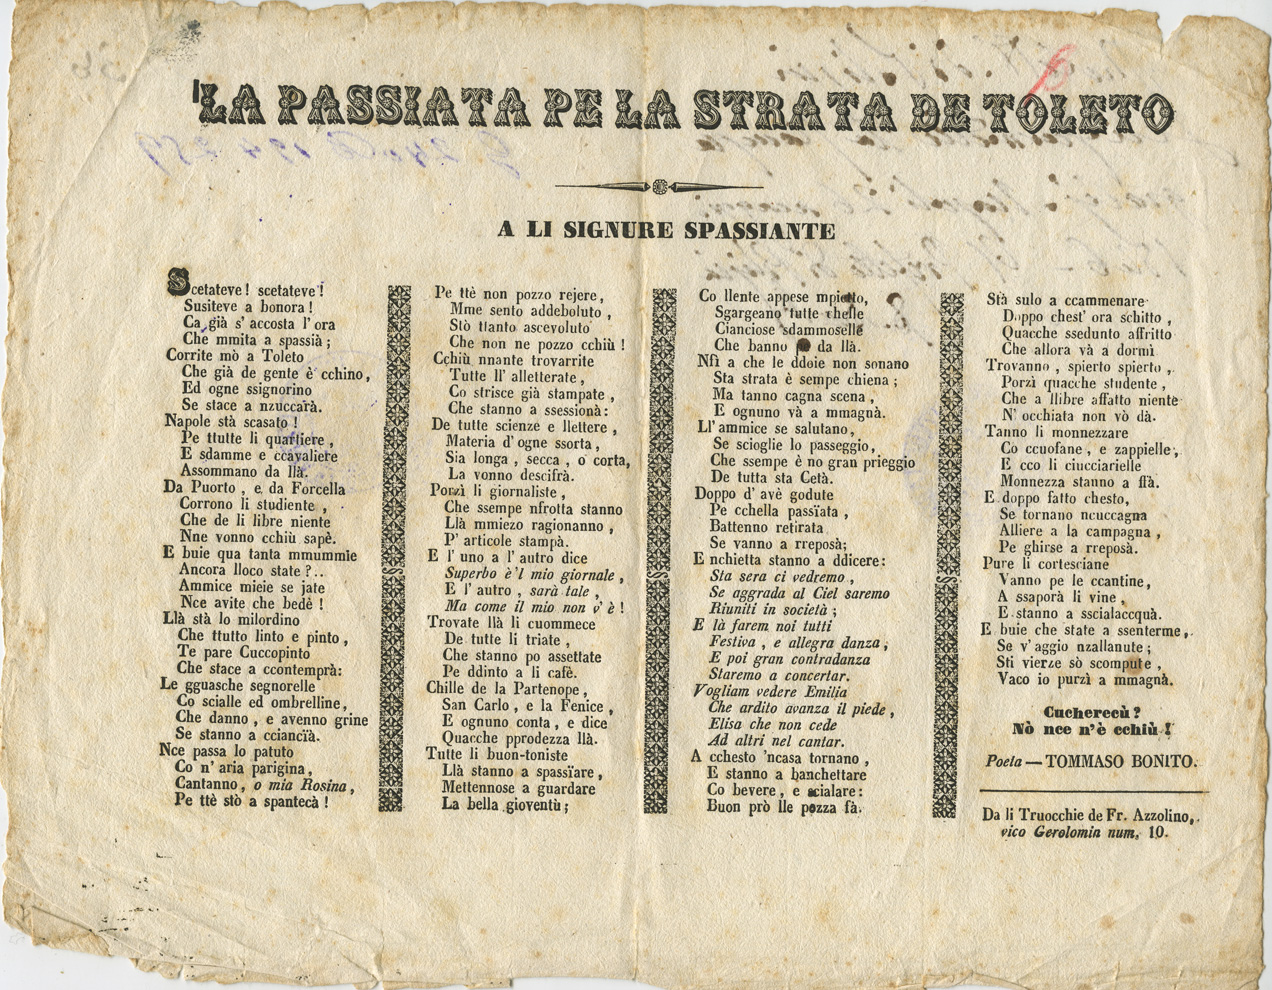 LA PASSIATA PE LA STRATA DE TOLETO
A LI SIGNURE SPASSIANTE
Scetateve! scetateve!
Susiteve a bonora!
Ca già s' accosta l' ora
Che mmita a spassià;
Corrite mò a Toleto
Che già de gente è cchino,
Ed ogne ssignorino
Se stace a nzuccarà.
Napole stà scasato!
Pe ttutte li quartiere,
E sdamme e ccavaliere
Assommano da llà.
Da Puorto, e da Forcella
Corrono li studiente,
Che de li libre niente
Nne vonno cchiù sapè.
E buie qua tanta mmummie
Ancora lloco state?..
Ammice mieie se jate
Nce avite che bedè!
Llà stà lo milordino
Che ttutto linto e pinto,
Te pare Cuccopinto
Che stace a ccontemprà:
Le gguasche segnorelle
Co scialle ed ombrelline,
Che danno, e avenno grine
Se stanno a cciancïà.
Nce passa lo patuto
Co n' aria parigina,
Cantanno, o mia Rosina,
Pe ttè stò a spantecà!
Pe ttè non pozzo rejere,
Mme sento addeboluto,
Stò ttanto ascevoluto
Che non ne pozzo cchiù!
Cchiù nnante trovarrite
Tutte ll' alletterate,
Co strisce già stampate,
Che stanno a ssessionà:
De tutte scienze e llettere,
Materia d' ogne ssorta,
Sia longa, secca, o corta,
La vonno descifrà.
Porzì li giornaliste,
Che ssempe nfrotta stanno
Llà mmiezo ragionanno,
P' articole stampà.
E l' uno a l' autro dice
Superbo è'l mio giornale,
E l' autro, sarà tale,
Ma come il mio non v' è!
Trovate llà li cuommece
De tutte li triate,
Che stanno po assettate
Pe ddinto a li cafè.
Chille de la Partenope,
San Carlo, e la Fenice,
E ognuno conta, e dice
Quacche pprodezza llà.
Tutte li buon-toniste
Llà stanno a spassïare,
Mettennose a guardare
La bella gioventù;
Co llente appese mpietto,
Sgargeano tutte chelle
Cianciose sdammoselle
Che banno da llà.
Nfì a che le ddoie non sonano
Sta strata è sempe chiena;
Ma tanno cagna scena,
E ognuno và a mmagnà.
Ll' ammice se salutano,
Se scioglie lo passeggio,
Che ssempe è no gran prieggio
De tutta sta Cetà.
Doppo d' avè godute
Pe cchella passïata,
Battenno retirata
Se vanno a rreposà;
E nchietta stanno a ddicere:
Sta sera ci vedremo,
Se aggrada al Ciel saremo
Riuniti in società;
E là farem noi tutti
Festiva, e allegra danza,
E poi gran contradanza
Staremo a concertar.
Vogliam vedere Emilia
Che ardito avanza il piede,
Elisa che non cede
Ad altri nel cantar.
A cchesto 'ncasa tornano,
E stanno a banchettare
Co bevere, e scialare:
Buon prò lle pozza fà.
Stà sulo a ccammenare
Doppo chest' ora schitto,
Quacche ssedunto affritto
Che allora và a dormì
Trovanno, spierto spierto,
Porzì quacche studente,
Che a llibre affatto niente
N' occhiata non vò dà.
Tanno li monnezzare
Co ccuofane, e zappielle,
E cco li ciucciarielle
Monnezza stanno a ffà.
E doppo fatto chesto,
Se tornano ncuccagna
Alliere a la campagna,
Pe ghirse a rreposà.
Pure li cortesciane
Vanno pe le ccantine,
A ssaporà li vine,
E stanno a sscialaccquà.
E buie che state a ssenterme,
Se v' aggio nzallanute;
Sti vierze sò scompute,
Vaco io purzì a mmagnà.
Cucherecù?
Nò nce n'è cchiù!
Poeta — TOMMASO BONITO.
Da li Truocchie de Fr. Azzolino,
vico Gerolomin num, 10.